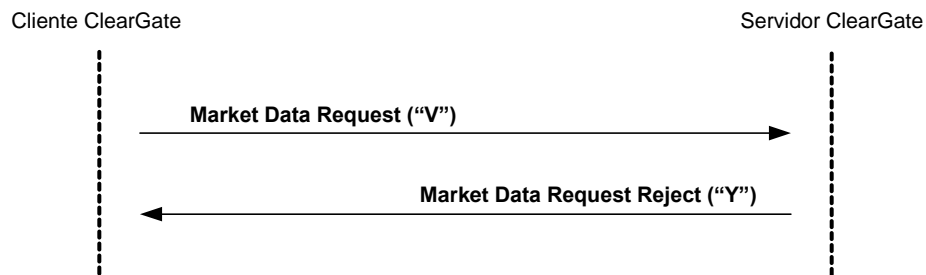 Cliente ClearGate
Servidor ClearGate
Market Data Request (“V”)
Market Data Request Reject (“Y”)